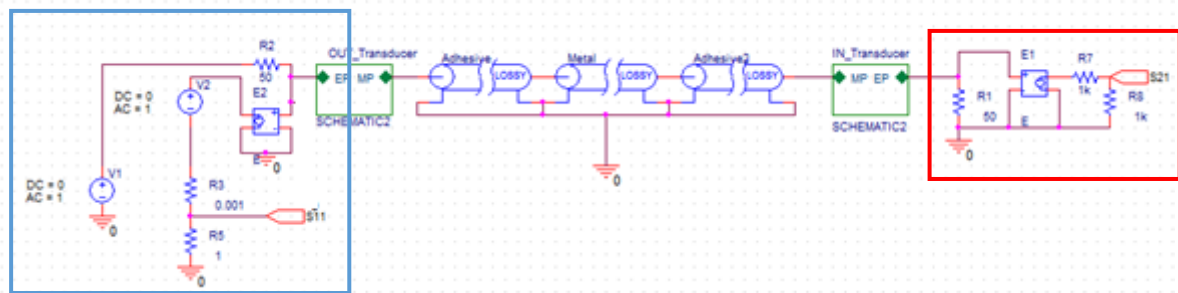 R2
50
V2
DC = 0
AC = 1
E2
E
0
V1
DC = 0
AC = 1
0
R3
0.001
S11
R5
1
0
OUT_Transducer
EP MP
SCHEMATIC2
Adhesive
LOSSY
Metal
LOSSY
Adhesive2
LOSSY
0
IN_Transducer
MP EP
SCHEMATIC2
R1
50
0
E1
E
R7
1k
S21
R8
1k